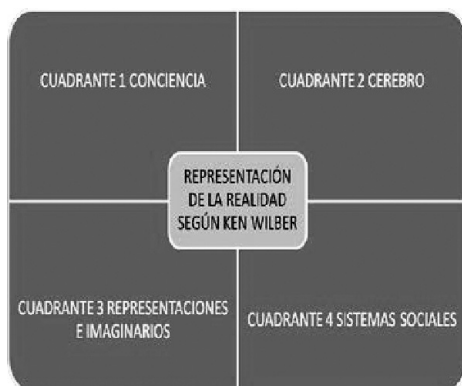 CUADRANTE 1 CONCIENCIA
CUADRANTE 2 CEREBRO
REPRESENTACIÓN
DE LA REALIDAD
SEGÚN KEN WILBER
CUADRANTE 3 REPRESENTACIONES
E IMAGINARIOS
CUADRANTE 4 SISTEMAS SOCIALES